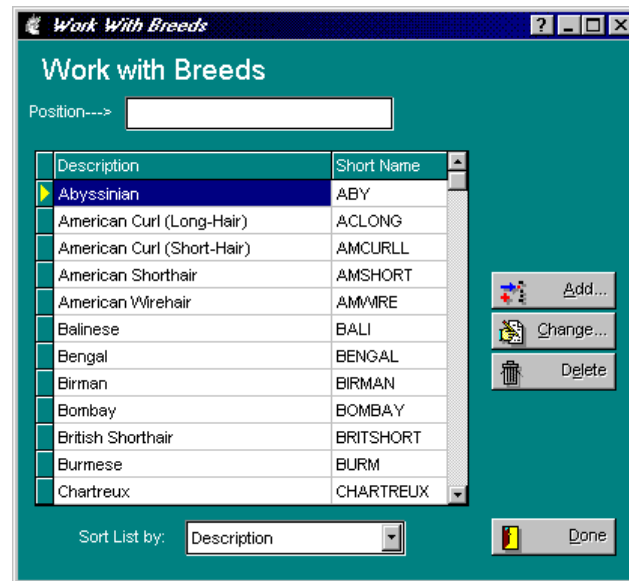 Work With Breeds
Work with Breeds
Position--->
Description Short Name
Abyssinian ABY
American Curl (Long-Hair) ACLONG
American Curl (Short-Hair) AMCURLL
American Shorthair AMSHORT
American Wirehair AMWIRE
Balinese BALI
Bengal BENGAL
Birman BIRMAN
Bombay BOMBAY
British Shorthair BRITSHORT
Burmese BURM
Chartreux CHARTREUX
Add...
Change...
Delete
Sort List by: Description
Done